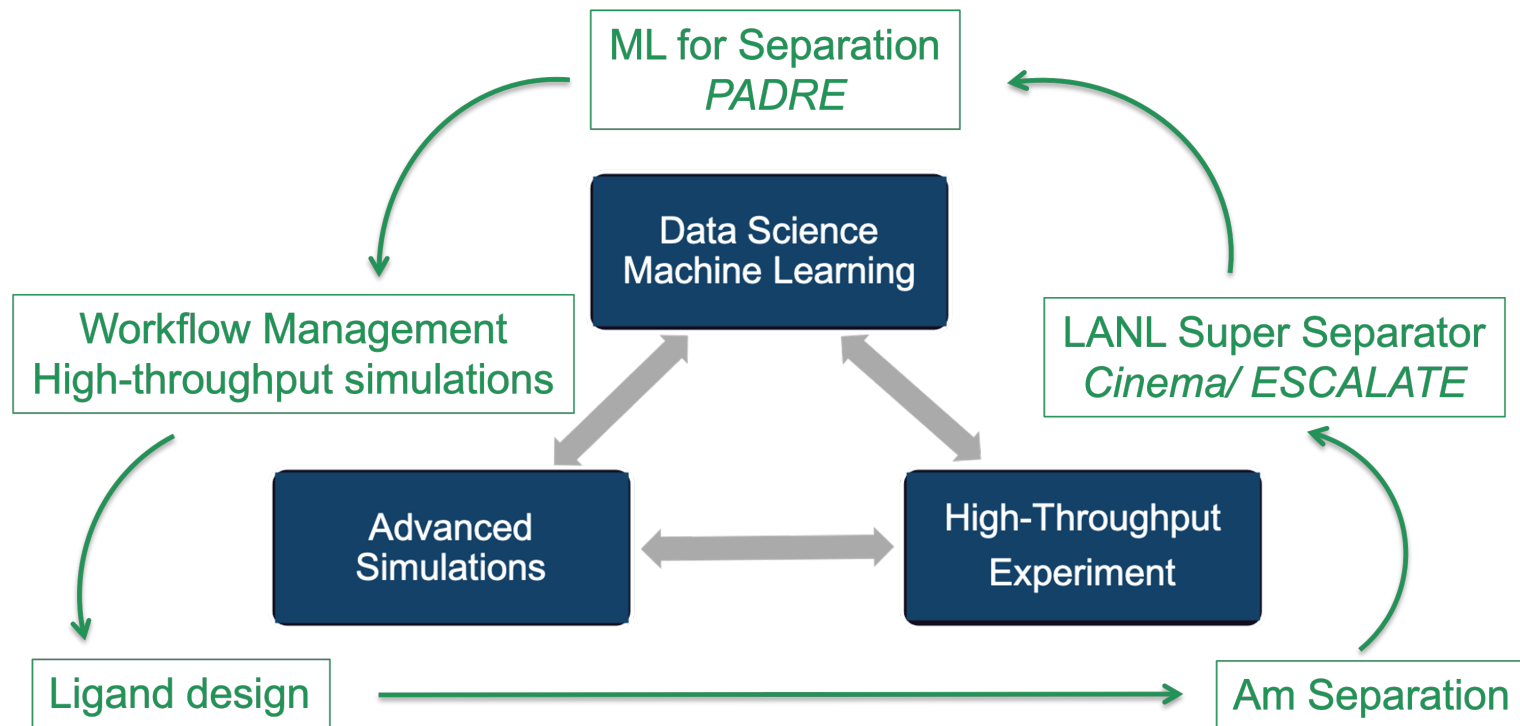 ML for Separation
PADRE
Data Science
Machine Learning
Workflow Management
High-throughput simulations
LANL Super Separator
Cinema/ ESCALATE
Advanced
Simulations
High-Throughput
Experiment
Ligand design
Am Separation